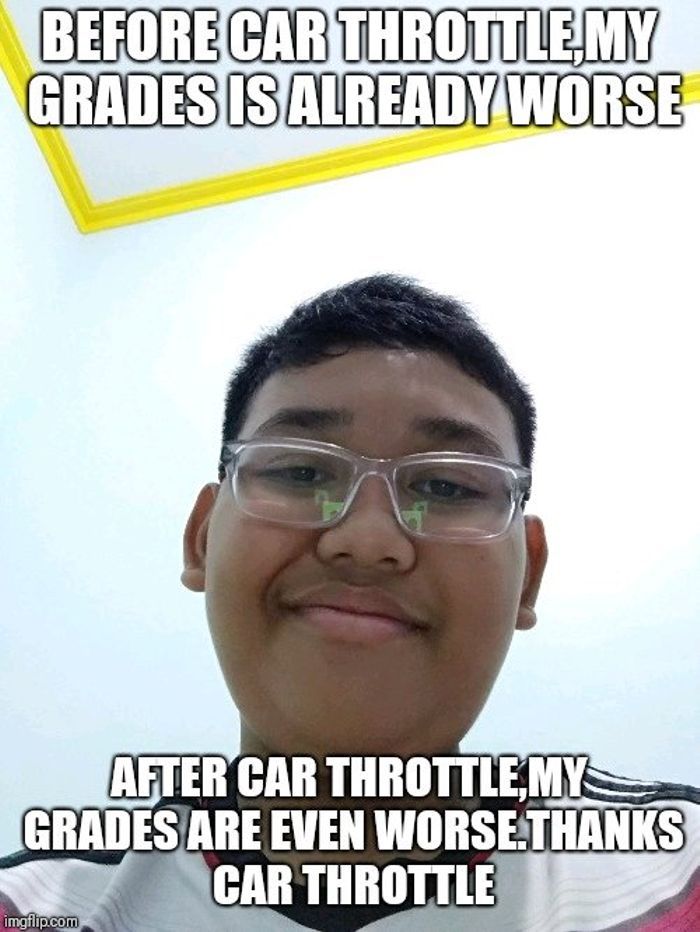 BEFORE CAR THROTTLE,MY
GRADES IS ALREADY WORSE
AFTER CAR THROTTLE,MY
GRADES ARE EVEN WORSE.THANKS
CAR THROTTLE
imgflip.com